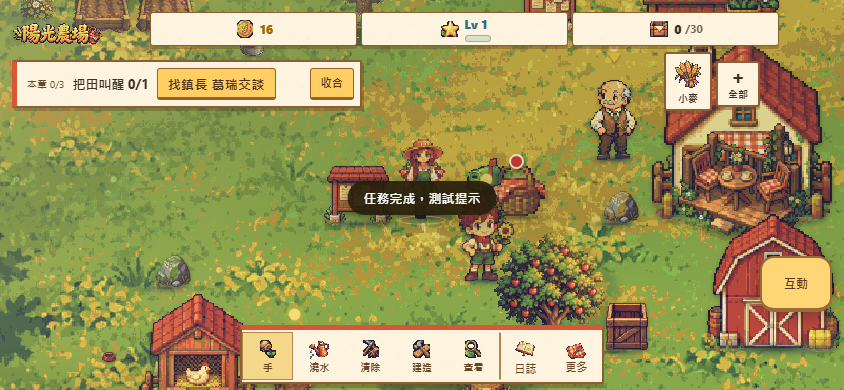 陽光農場
16
Lv 1
0 /30
本章 0/3 把田叫醒 0/1 找鎮長 葛瑞交談 收合
小麥
+
全部
任務完成，測試提示
互動
手
澆水
清除
建造
查看
日誌
更多